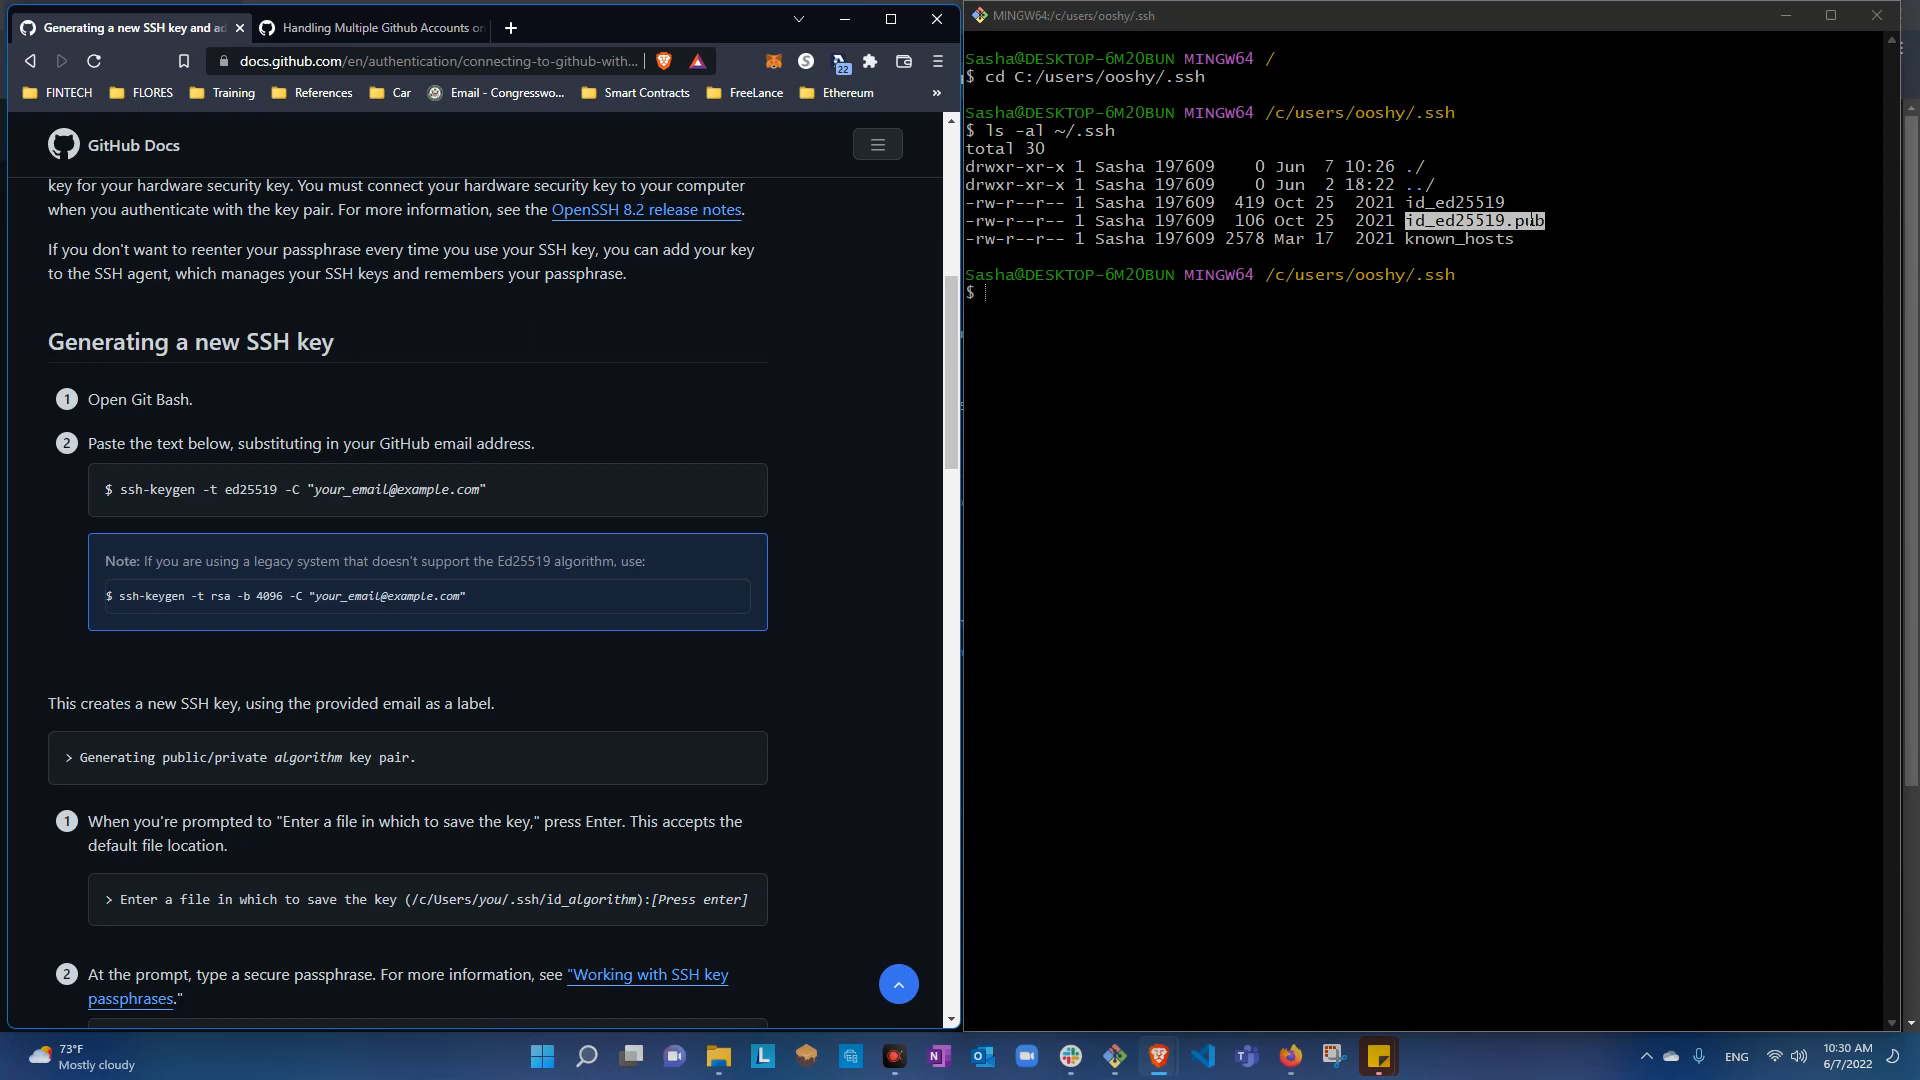 Generating a new SSH key and ad
Handling Multiple Github Accounts on
docs.github.com/en/authentication/connecting-to-github-with...
22
FINTECH
FLORES
Training
References
Car
Email - Congresswo...
Smart Contracts
FreeLance
Ethereum
»
GitHub Docs
key for your hardware security key. You must connect your hardware security key to your computer
when you authenticate with the key pair. For more information, see the OpenSSH 8.2 release notes.
If you don't want to reenter your passphrase every time you use your SSH key, you can add your key
to the SSH agent, which manages your SSH keys and remembers your passphrase.
Generating a new SSH key
1 Open Git Bash.
2 Paste the text below, substituting in your GitHub email address.
$ ssh-keygen -t ed25519 -C "your_email@example.com"
Note: If you are using a legacy system that doesn't support the Ed25519 algorithm, use:
$ ssh-keygen -t rsa -b 4096 -C "your_email@example.com"
This creates a new SSH key, using the provided email as a label.
> Generating public/private algorithm key pair.
1 When you're prompted to "Enter a file in which to save the key," press Enter. This accepts the
default file location.
> Enter a file in which to save the key (/c/Users/you/.ssh/id_algorithm):[Press enter]
2 At the prompt, type a secure passphrase. For more information, see "Working with SSH key
passphrases."
MINGW64:/c/users/ooshy/.ssh
Sasha@DESKTOP-6M2OBUN MINGW64 /
$ cd C:/users/ooshy/.ssh
Sasha@DESKTOP-6M2OBUN MINGW64 /c/users/ooshy/.ssh
$ ls -al ~/.ssh
total 30
drwxr-xr-x 1 Sasha 197609    0 Jun  7 10:26 ./
drwxr-xr-x 1 Sasha 197609    0 Jun  2 18:22 ../
-rw-r--r-- 1 Sasha 197609  419 Oct 25  2021 id_ed25519
-rw-r--r-- 1 Sasha 197609  106 Oct 25  2021 id_ed25519.pub
-rw-r--r-- 1 Sasha 197609 2578 Mar 17  2021 known_hosts
Sasha@DESKTOP-6M2OBUN MINGW64 /c/users/ooshy/.ssh
$
73°F
Mostly cloudy
L
N
ENG
10:30 AM
6/7/2022